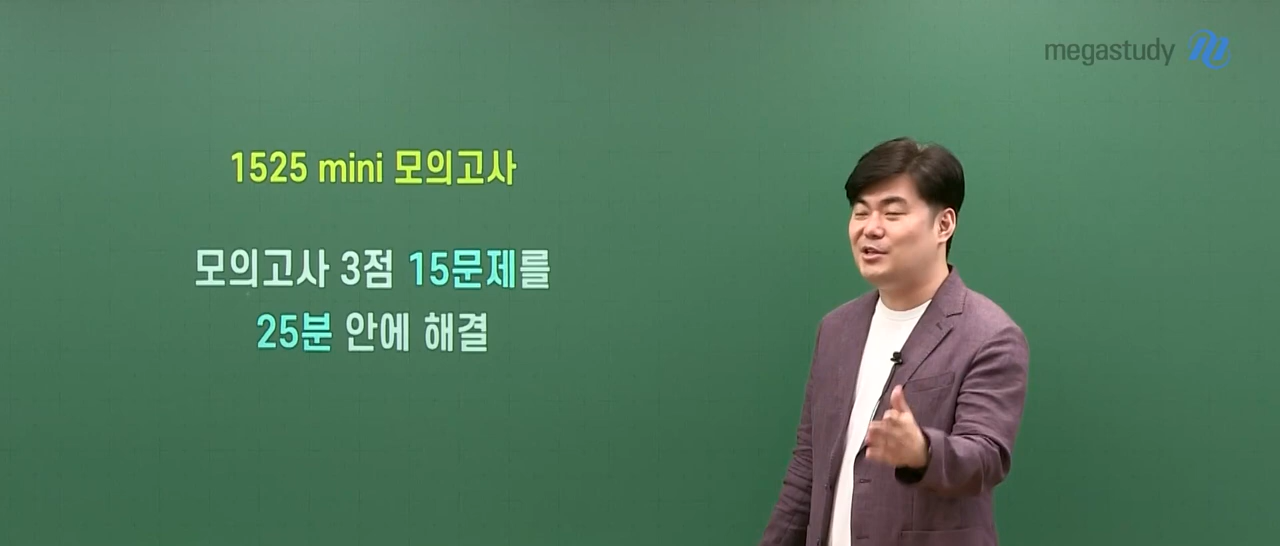 megastudy
1525 mini 모의고사
모의고사 3점 15문제를
25분 안에 해결